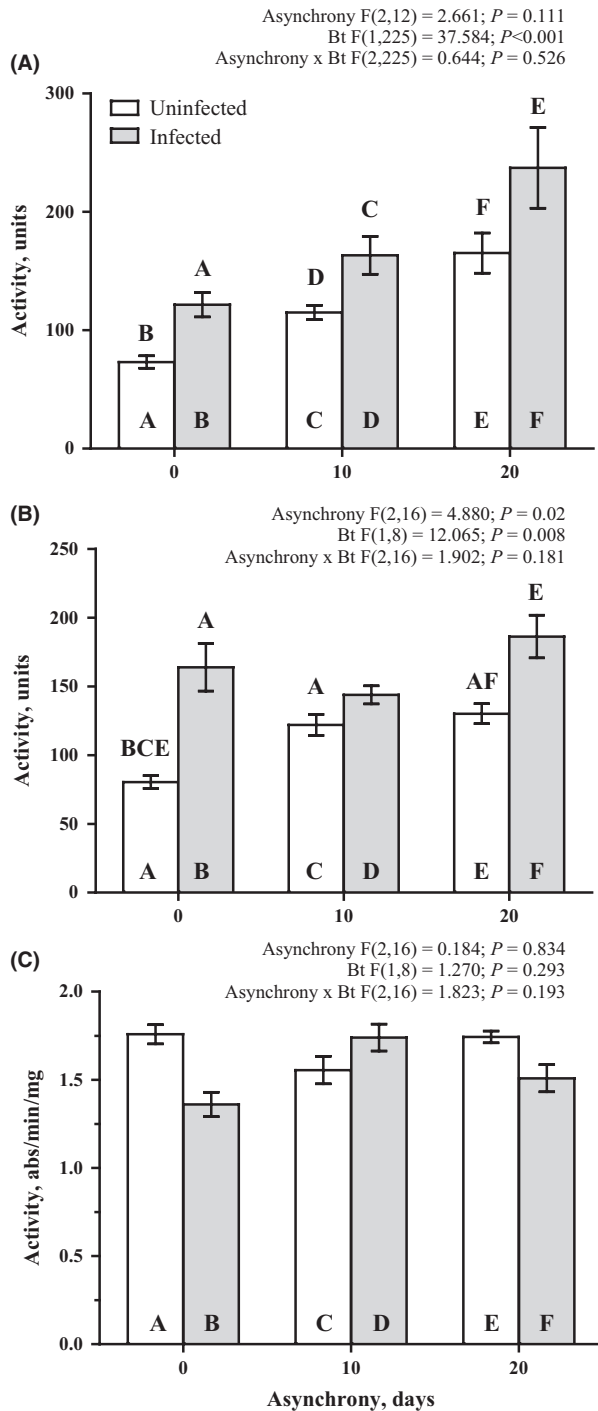 Asynchrony F(2,12) = 2.661; P = 0.111
Bt F(1,225) = 37.584; P<0.001
(A)
Asynchrony x Bt F(2,225) = 0.644; P = 0.526
300
Uninfected
Infected
E
200
C
F
Activity, units
A
D
100
B
A B C D E F
0
0 10 20
(B)
Asynchrony F(2,16) = 4.880; P = 0.02
Bt F(1,8) = 12.065; P = 0.008
Asynchrony x Bt F(2,16) = 1.902; P = 0.181
250
200
E
A
150
A
AF
Activity, units
BCE
100
50
A B C D E F
0
0 10 20
(C)
Asynchrony F(2,16) = 0.184; P = 0.834
Bt F(1,8) = 1.270; P = 0.293
Asynchrony x Bt F(2,16) = 1.823; P = 0.193
2.0
1.5
Activity, abs/min/mg
1.0
0.5
A B C D E F
0.0
0 10 20
Asynchrony, days